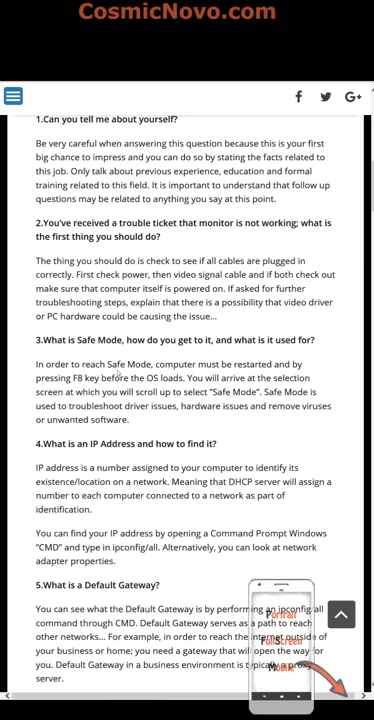 CosmicNovo.com
f G+
1.Can you tell me about yourself?
Be very careful when answering this question because this is your first
big chance to impress and you can do so by stating the facts related to
this job. Only talk about previous experience, education and formal
training related to this field. It is important to understand that follow up
questions may be related to anything you say at this point.
2.You’ve received a trouble ticket that monitor is not working; what is
the first thing you should do?
The thing you should do is check to see if all cables are plugged in
correctly. First check power, then video signal cable and if both check out
make sure that computer itself is powered on. If asked for further
troubleshooting steps, explain that there is a possibility that video driver
or PC hardware could be causing the issue…
3.What is Safe Mode, how do you get to it, and what is it used for?
In order to reach Safe Mode, computer must be restarted and by
pressing F8 key before the OS loads. You will arrive at the selection
screen at which you will scroll up to select “Safe Mode”. Safe Mode is
used to troubleshoot driver issues, hardware issues and remove viruses
or unwanted software.
4.What is an IP Address and how to find it?
IP address is a number assigned to your computer to identify its
existence/location on a network. Meaning that DHCP server will assign a
number to each computer connected to a network as part of
identification.
You can find your IP address by opening a Command Prompt Windows
“CMD” and type in ipconfig/all. Alternatively, you can look at network
adapter properties.
5.What is a Default Gateway?
You can see what the Default Gateway is by performing an ipconfig/all
command through CMD. Default Gateway serves as a path to reach
other networks… For example, in order to reach the internet outside of
your business or home; you need a gateway that will open the way for
you. Default Gateway in a business environment is typically a proxy
server.
Portrait
FullScreen
Mobile